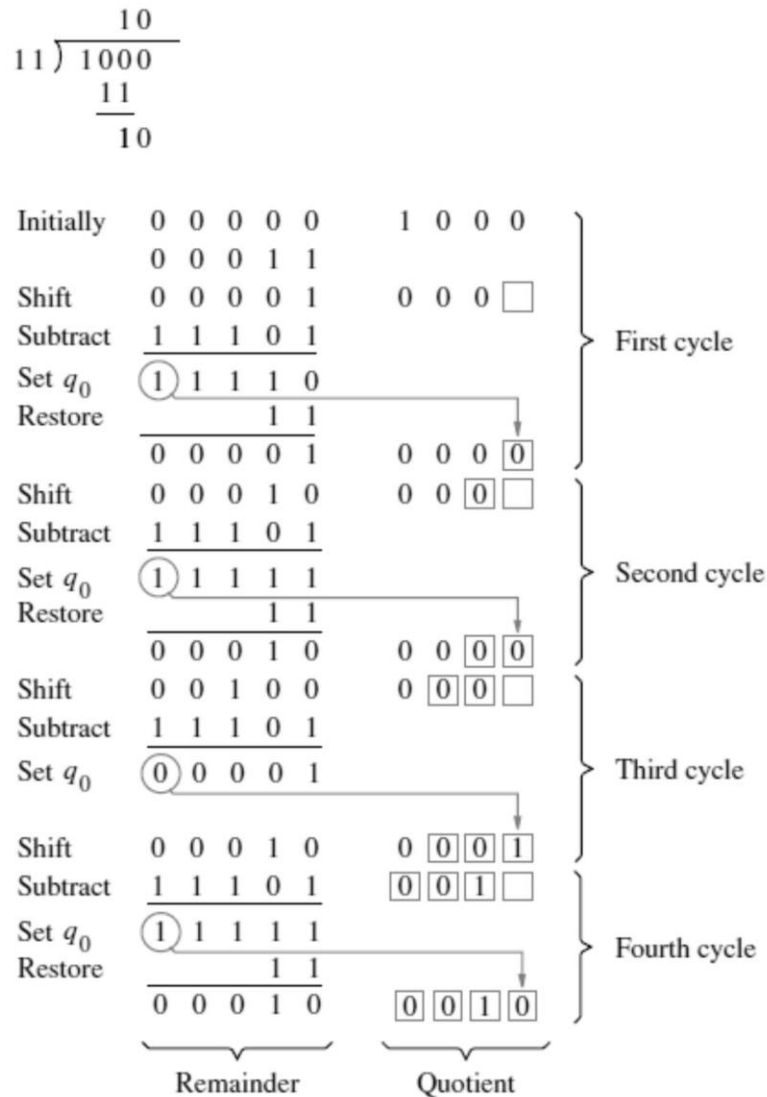 10
11 ) 1000
11
10
Initially 0 0 0 0 0 1 0 0 0
0 0 0 1 1
Shift 0 0 0 0 1 0 0 0
Subtract 1 1 1 0 1
First cycle
Set q0 1 1 1 1 0
Restore 1 1
0 0 0 0 1 0 0 0 0
Shift 0 0 0 1 0 0 0 0
Subtract 1 1 1 0 1
Set q0 1 1 1 1 1
Second cycle
Restore 1 1
0 0 0 1 0 0 0 0 0
Shift 0 0 1 0 0 0 0 0
Subtract 1 1 1 0 1
Set q0 0 0 0 0 1
Third cycle
Shift 0 0 0 1 0 0 0 0 1
Subtract 1 1 1 0 1 0 0 1
Set q0 1 1 1 1 1
Fourth cycle
Restore 1 1
0 0 0 1 0 0 0 1 0
Remainder Quotient